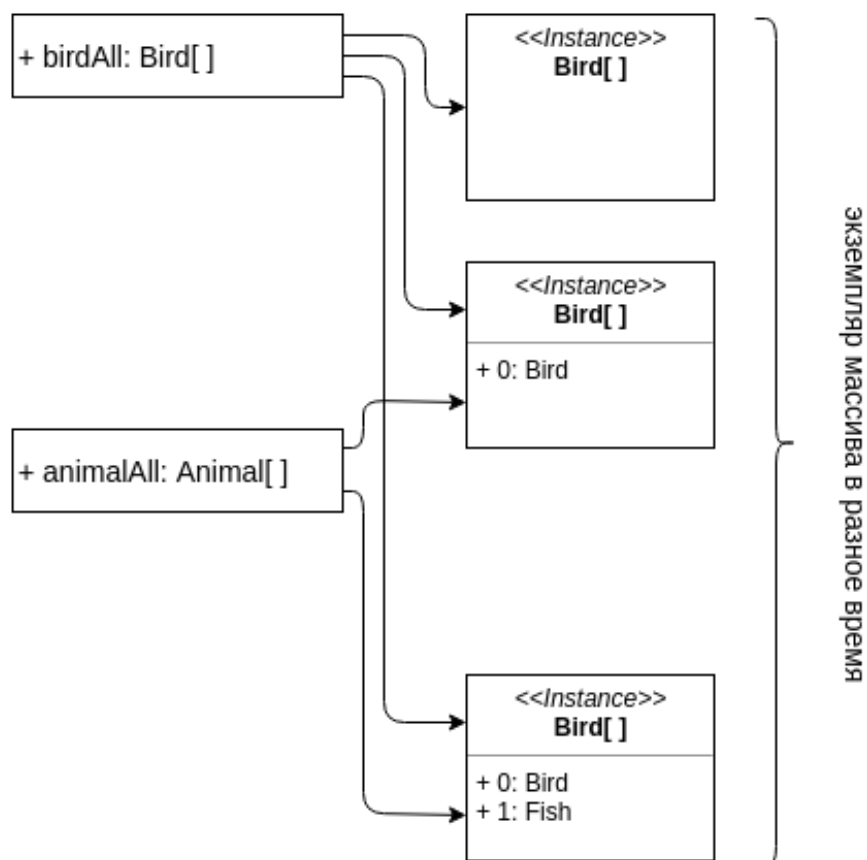 + birdAll: Bird[ ]
<<Instance>>
Bird[ ]
<<Instance>>
Bird[ ]
+ 0: Bird
+ animalAll: Animal[ ]
<<Instance>>
Bird[ ]
+ 0: Bird
+ 1: Fish
экземпляр массива в разное время